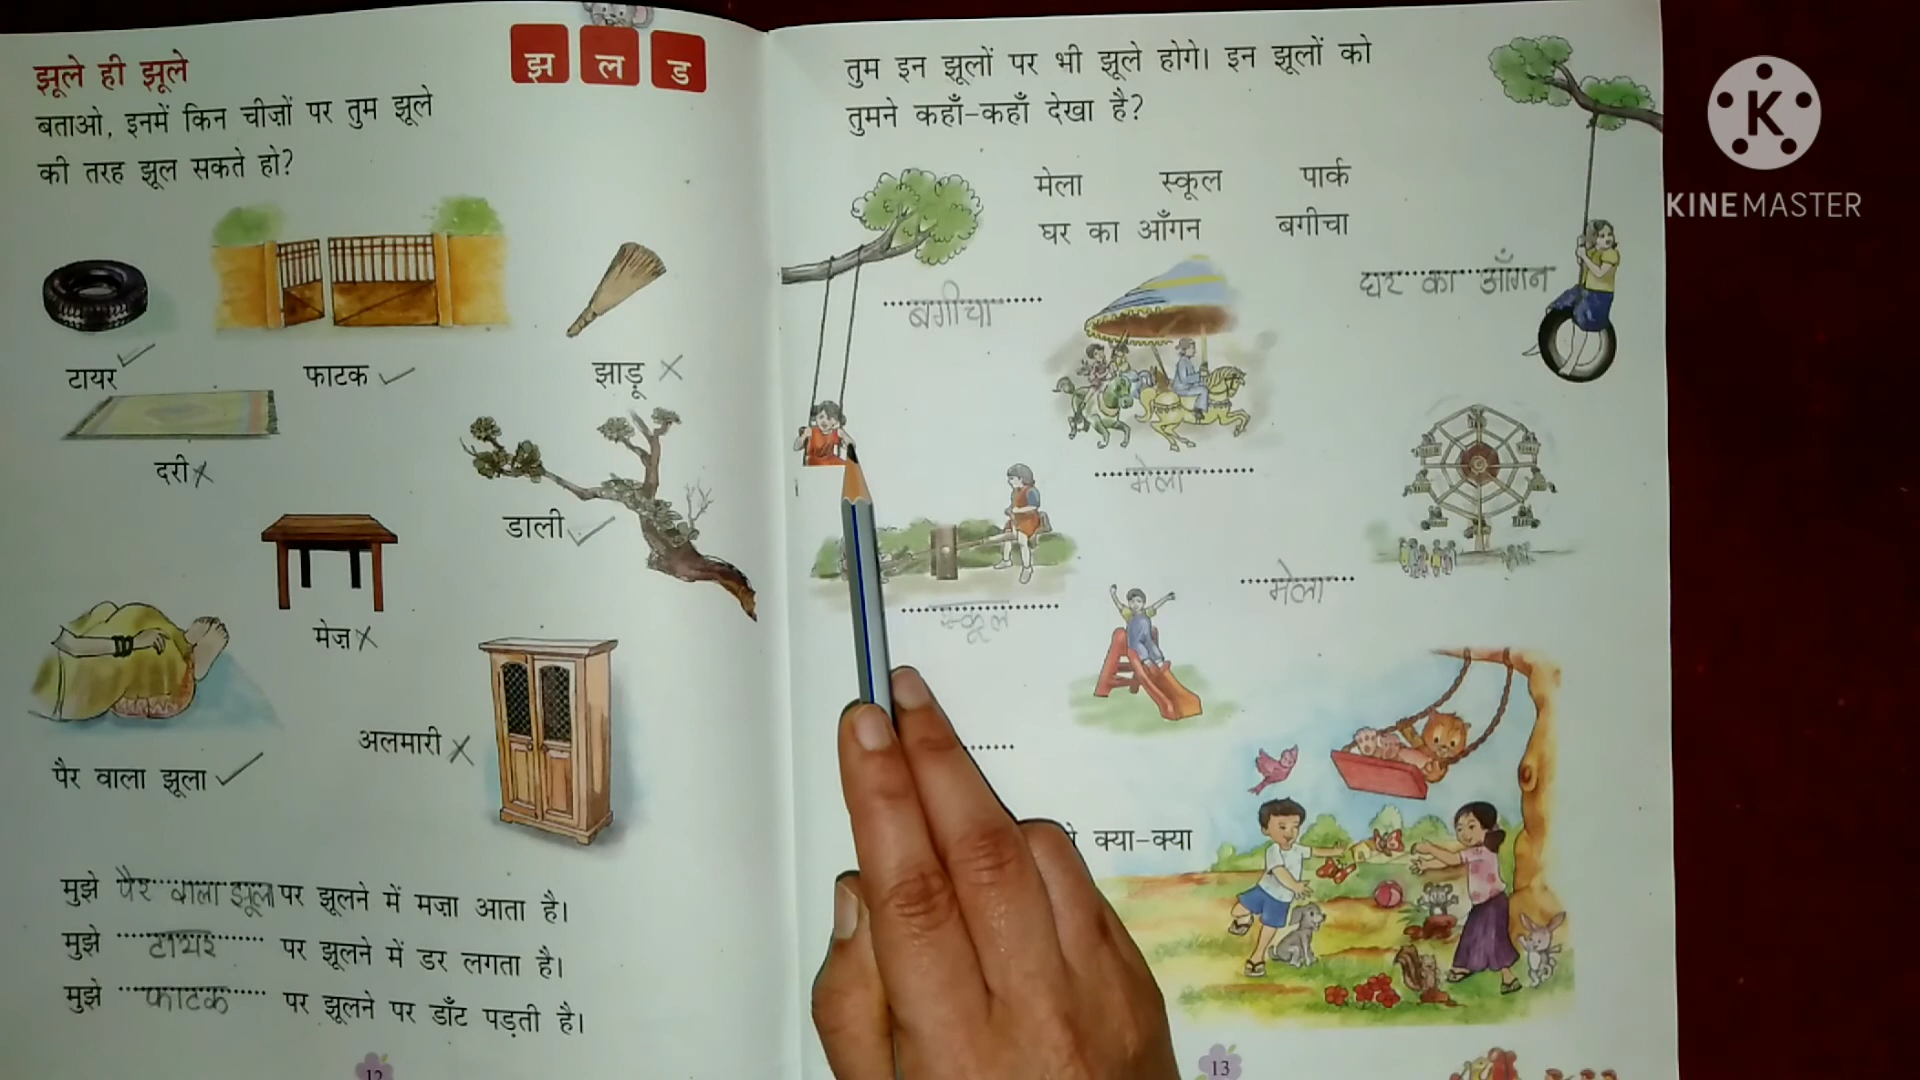 झूले ही झूले
झ ल ड
बताओ, इनमें किन चीज़ों पर तुम झूले
की तरह झूल सकते हो?
टायर
फाटक
झाड़ू
दरी
डाली
मेज़
अलमारी
पैर वाला झूला
मुझे पैर वाला झूला पर झूलने में मज़ा आता है।
मुझे टायर पर झूलने में डर लगता है।
मुझे फाटक पर झूलने पर डाँट पड़ती है।
12
तुम इन झूलों पर भी झूले होगे। इन झूलों को
तुमने कहाँ-कहाँ देखा है?
मेला स्कूल पार्क
घर का आँगन बगीचा
घर का आँगन
बगीचा
मेला
मेला
स्कूल
क्या-क्या
13
K
KINEMASTER